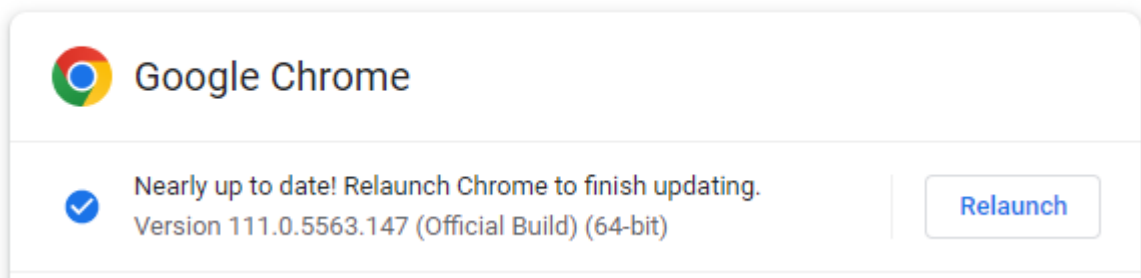 Google Chrome
Nearly up to date! Relaunch Chrome to finish updating.
Version 111.0.5563.147 (Official Build) (64-bit)
Relaunch